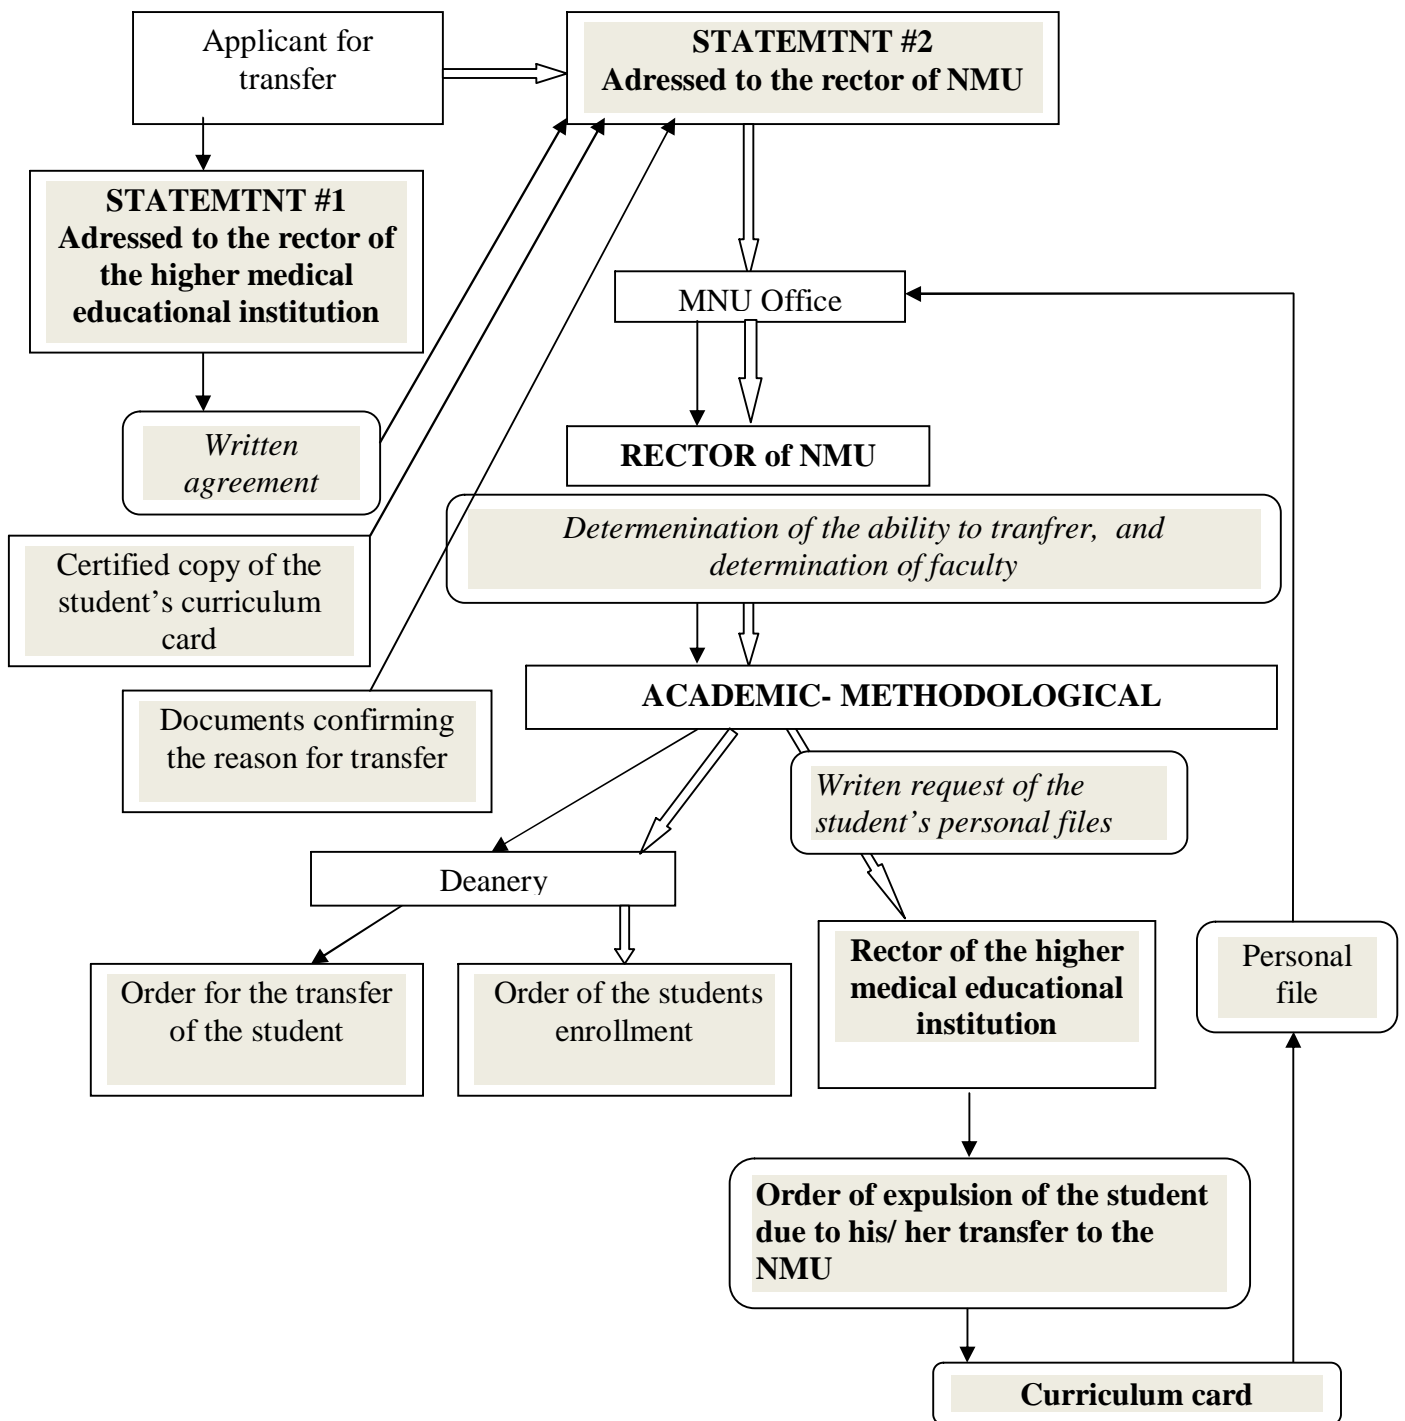 Applicant for
transfer
STATEMTNT #2
Adressed to the rector of NMU
STATEMTNT #1
Adressed to the rector of
the higher medical
educational institution
MNU Office
Written
agreement
RECTOR of NMU
Determenination of the ability to tranfrer, and
determination of faculty
Certified copy of the
student’s curriculum
card
ACADEMIC- METHODOLOGICAL
Documents confirming
the reason for transfer
Writen request of the
student’s personal files
Deanery
Rector of the higher
medical educational
institution
Personal
file
Order for the transfer
of the student
Order of the students
enrollment
Order of expulsion of the student
due to his/ her transfer to the
NMU
Curriculum card